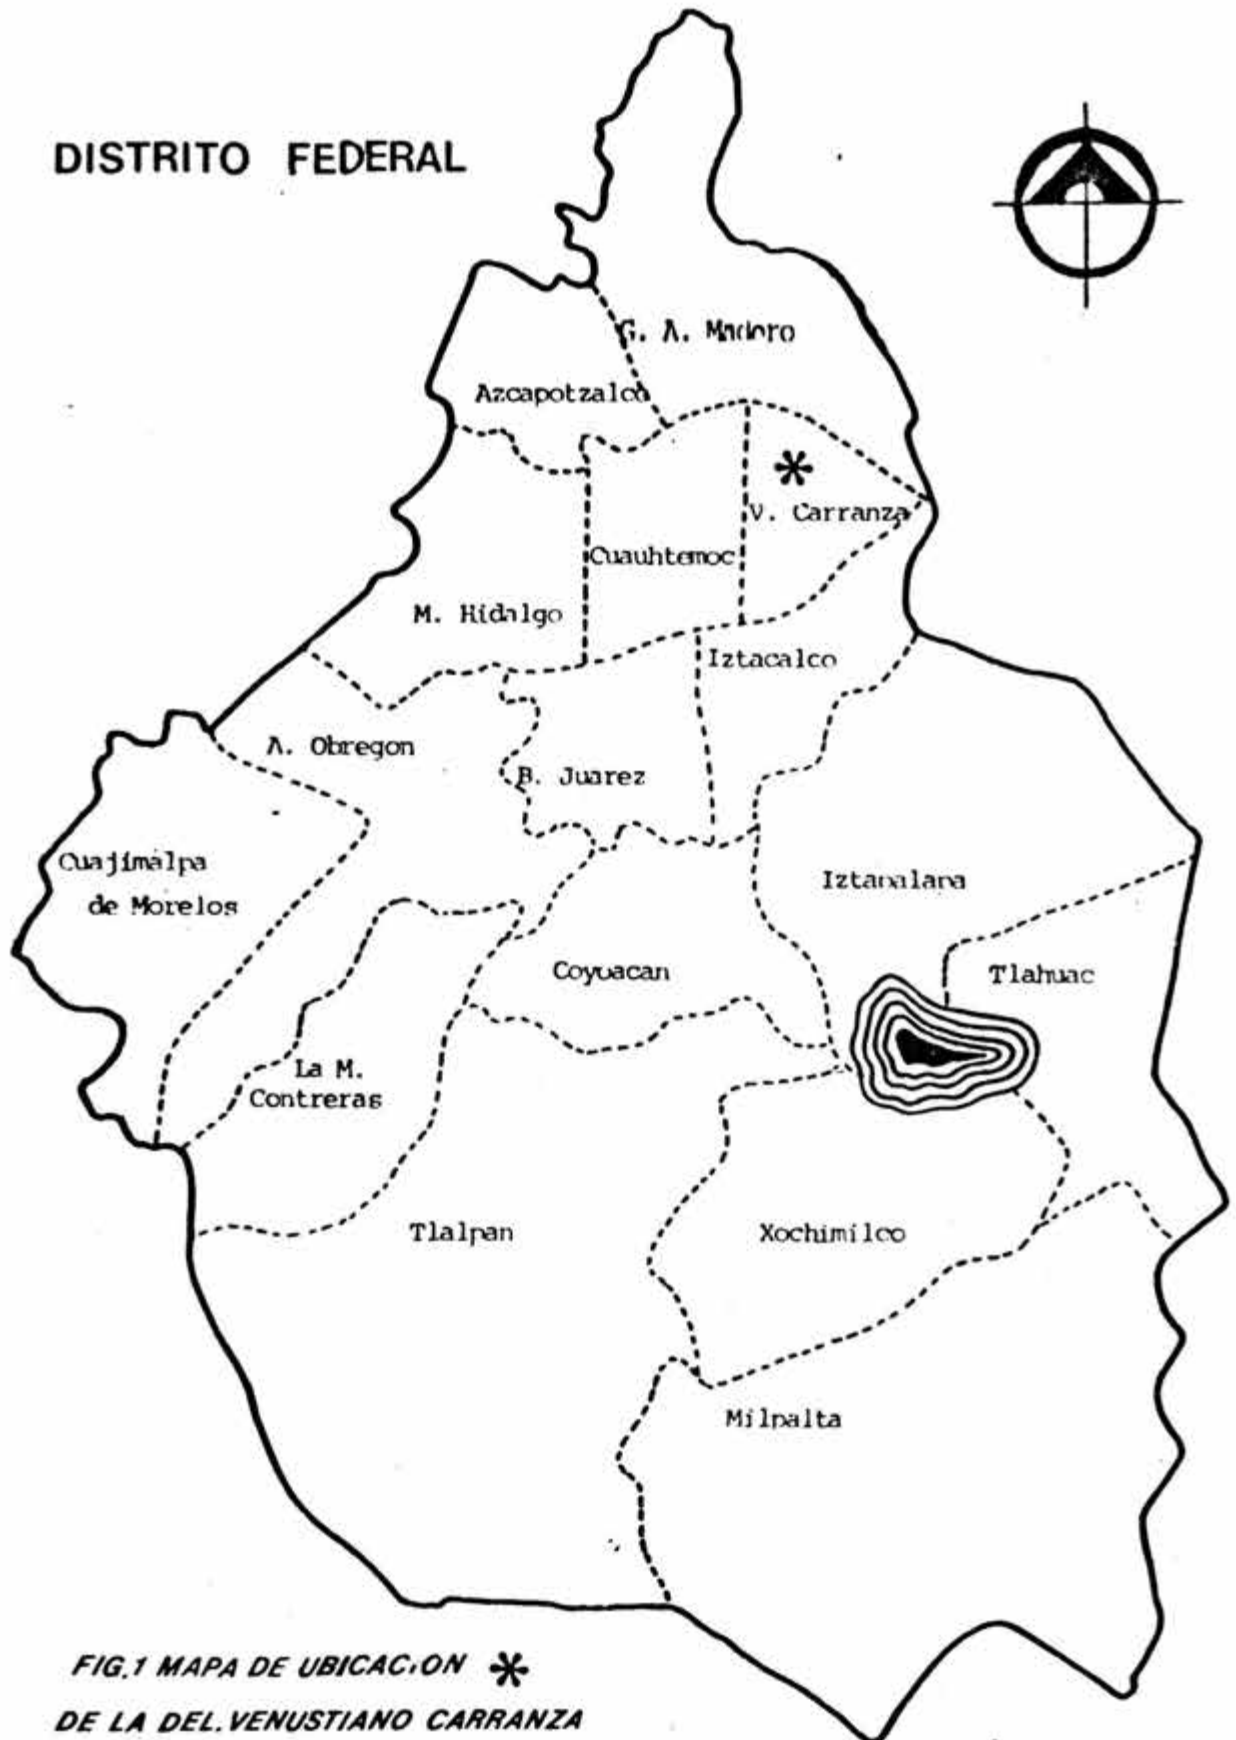 DISTRITO FEDERAL
G. A. Madero
Azcapotzalco
V. Carranza
Cuauhtemoc
M. Hidalgo
Iztacalco
A. Obregon
B. Juarez
Cuajimalpa
de Morelos
Iztapalapa
Coyoacan
Tlahuac
La M.
Contreras
Tlalpan
Xochimilco
Milpalta
FIG.1 MAPA DE UBICACION *
DE LA DEL. VENUSTIANO CARRANZA